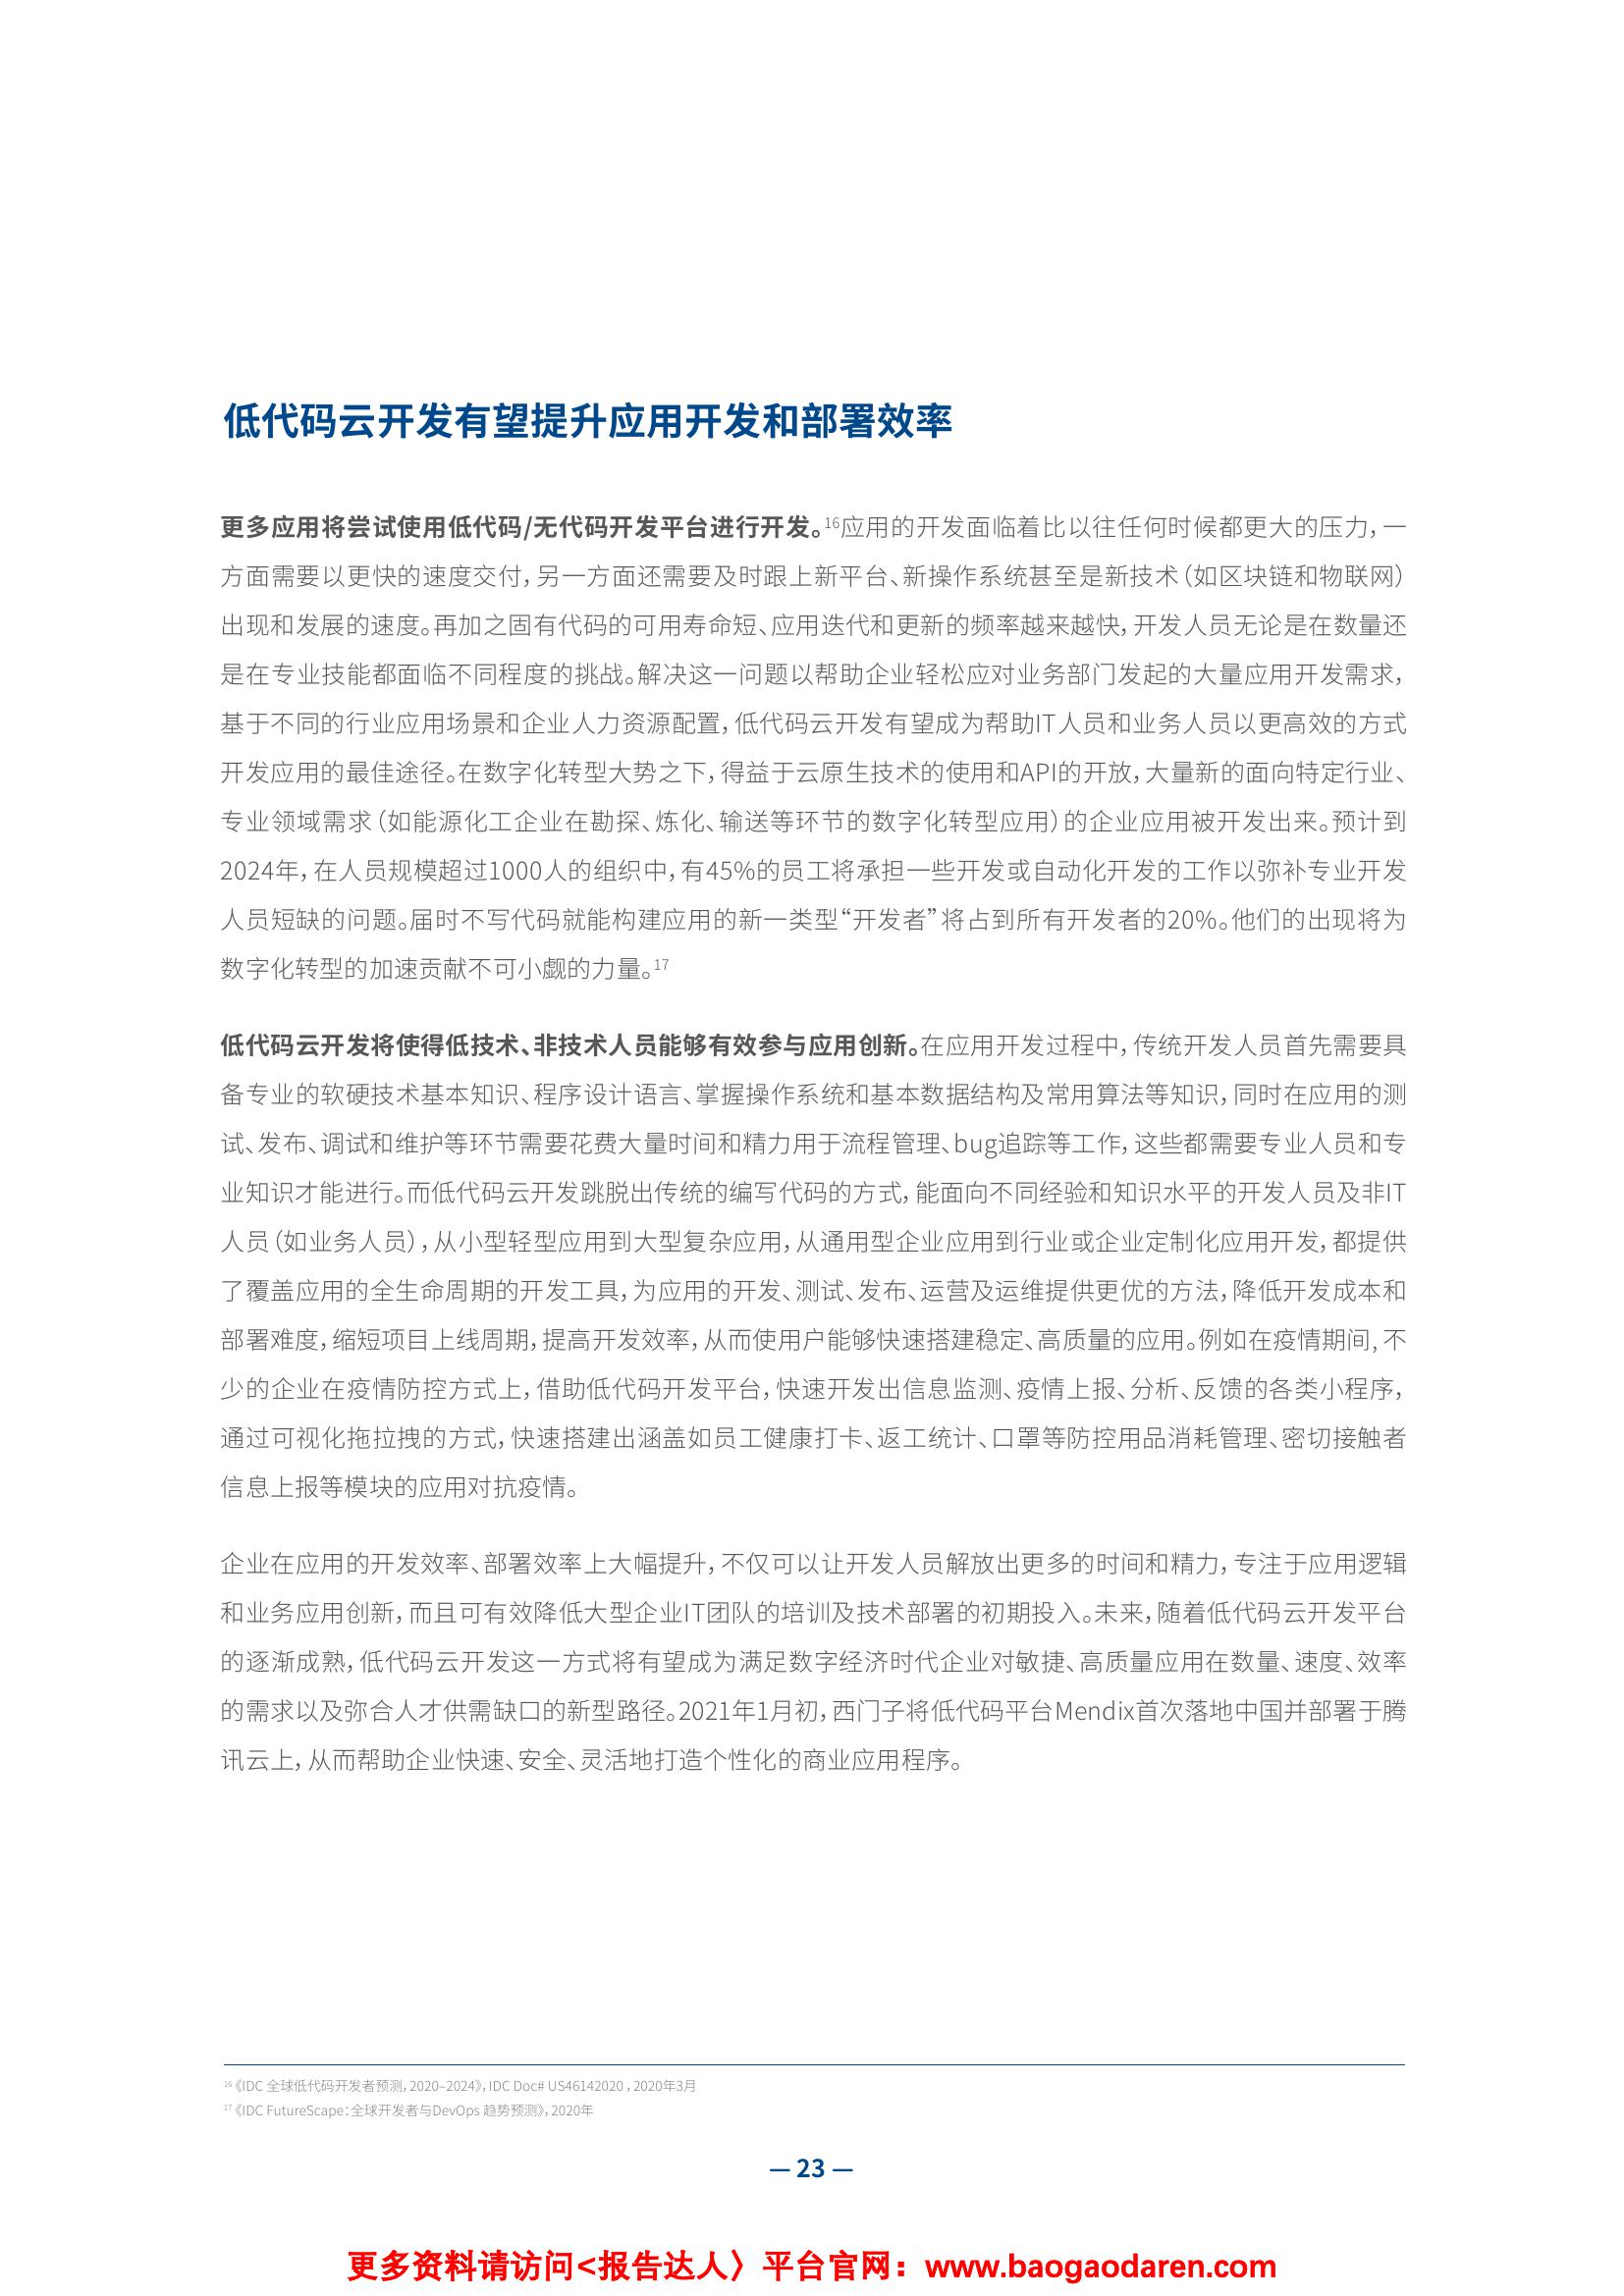 低代码云开发有望提升应用开发和部署效率
更多应用将尝试使用低代码/无代码开发平台进行开发。16应用的开发面临着比以往任何时候都更大的压力，一
方面需要以更快的速度交付，另一方面还需要及时跟上新平台、新操作系统甚至是新技术（如区块链和物联网）
出现和发展的速度。再加之固有代码的可用寿命短、应用迭代和更新的频率越来越快，开发人员无论是在数量还
是在专业技能都面临不同程度的挑战。解决这一问题以帮助企业轻松应对业务部门发起的大量应用开发需求，
基于不同的行业应用场景和企业人力资源配置，低代码云开发有望成为帮助IT人员和业务人员以更高效的方式
开发应用的最佳途径。在数字化转型大势之下，得益于云原生技术的使用和API的开放，大量新的面向特定行业、
专业领域需求（如能源化工企业在勘探、炼化、输送等环节的数字化转型应用）的企业应用被开发出来。预计到
2024年，在人员规模超过1000人的组织中，有45%的员工将承担一些开发或自动化开发的工作以弥补专业开发
人员短缺的问题。届时不写代码就能构建应用的新一类型“开发者”将占到所有开发者的20%。他们的出现将为
数字化转型的加速贡献不可小觑的力量。17
低代码云开发将使得低技术、非技术人员能够有效参与应用创新。在应用开发过程中，传统开发人员首先需要具
备专业的软硬技术基本知识、程序设计语言、掌握操作系统和基本数据结构及常用算法等知识，同时在应用的测
试、发布、调试和维护等环节需要花费大量时间和精力用于流程管理、bug追踪等工作，这些都需要专业人员和专
业知识才能进行。而低代码云开发跳脱出传统的编写代码的方式，能面向不同经验和知识水平的开发人员及非IT
人员（如业务人员），从小型轻型应用到大型复杂应用，从通用型企业应用到行业或企业定制化应用开发，都提供
了覆盖应用的全生命周期的开发工具，为应用的开发、测试、发布、运营及运维提供更优的方法，降低开发成本和
部署难度，缩短项目上线周期，提高开发效率，从而使用户能够快速搭建稳定、高质量的应用。例如在疫情期间，不
少的企业在疫情防控方式上，借助低代码开发平台，快速开发出信息监测、疫情上报、分析、反馈的各类小程序，
通过可视化拖拉拽的方式，快速搭建出涵盖如员工健康打卡、返工统计、口罩等防控用品消耗管理、密切接触者
信息上报等模块的应用对抗疫情。
企业在应用的开发效率、部署效率上大幅提升，不仅可以让开发人员解放出更多的时间和精力，专注于应用逻辑
和业务应用创新，而且可有效降低大型企业IT团队的培训及技术部署的初期投入。未来，随着低代码云开发平台
的逐渐成熟，低代码云开发这一方式将有望成为满足数字经济时代企业对敏捷、高质量应用在数量、速度、效率
的需求以及弥合人才供需缺口的新型路径。2021年1月初，西门子将低代码平台Mendix首次落地中国并部署于腾
讯云上，从而帮助企业快速、安全、灵活地打造个性化的商业应用程序。
16《IDC 全球低代码开发者预测，2020–2024》，IDC Doc# US46142020 ，2020年3月
17《IDC FutureScape：全球开发者与DevOps 趋势预测》，2020年
— 23 —
更多资料请访问<报告达人〉平台官网：www.baogaodaren.com